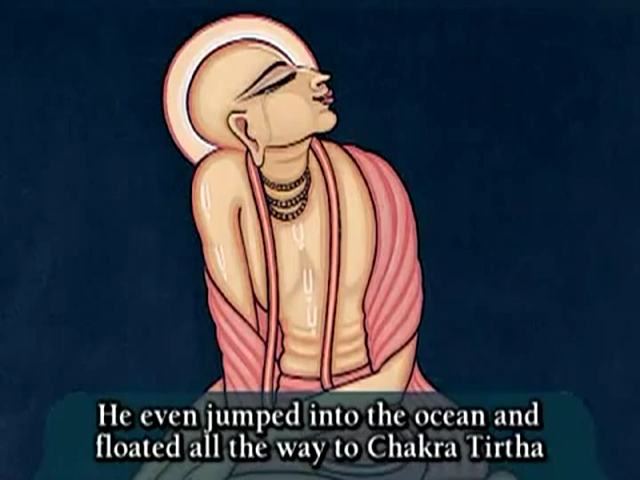 He even jumped into the ocean and
floated all the way to Chakra Tirtha